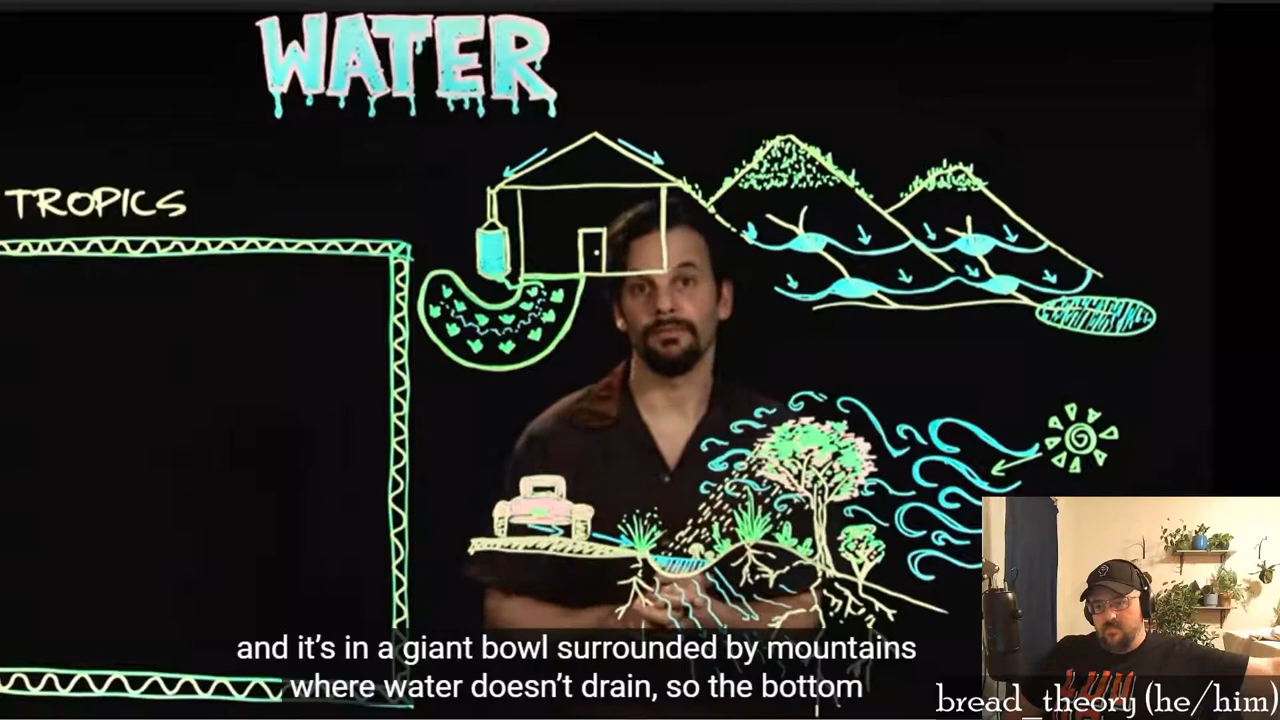 WATER
TROPICS
and it’s in a giant bowl surrounded by mountains
where water doesn’t drain, so the bottom
bread_theory (he/him)